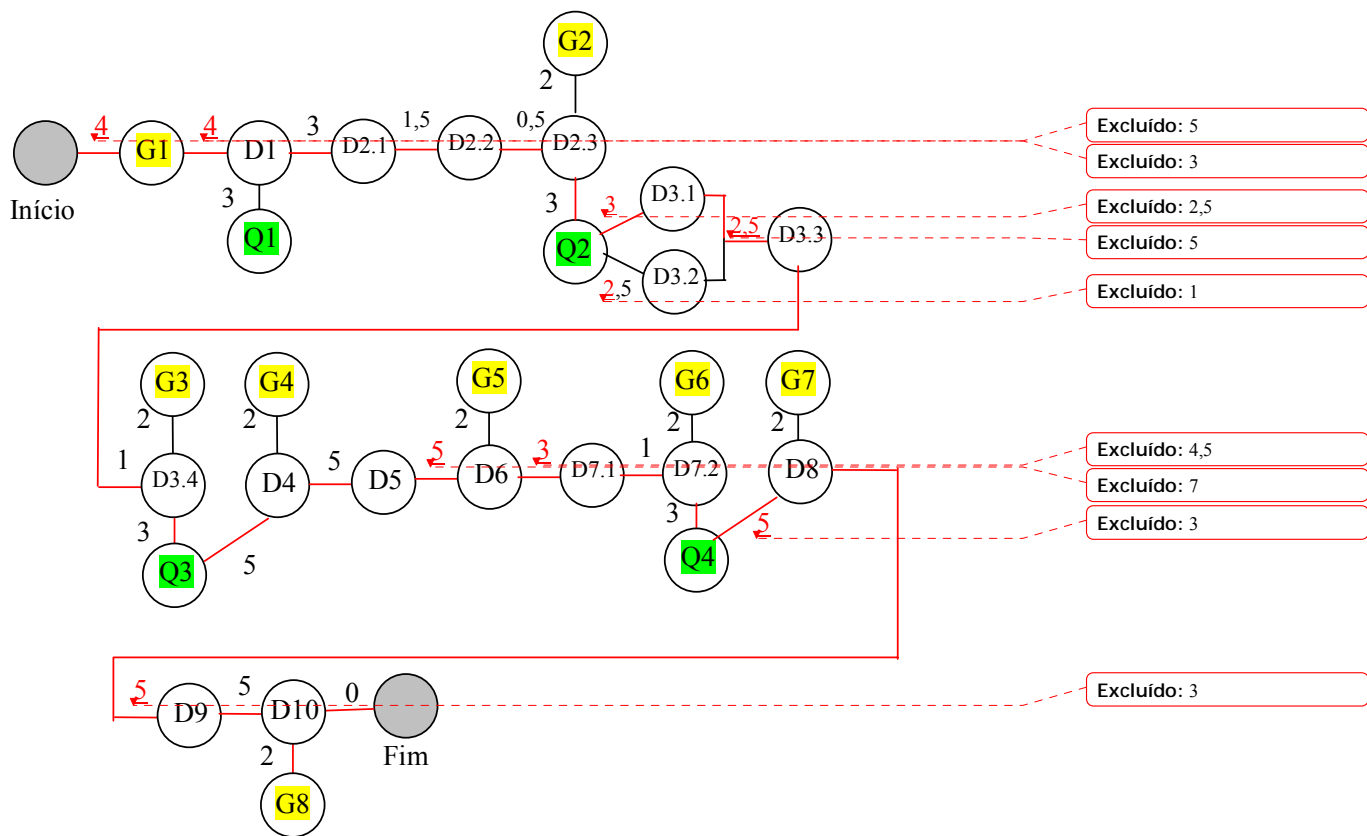 G2
2
4
4
3
1,5
0,5
G1
D1
D2.1
D2.2
D2.3
Início
3
Q1
3
Q2
3
D3.1
2,5
D3.2
2,5
D3.3
Excluído: 5
Excluído: 3
Excluído: 2,5
Excluído: 5
Excluído: 1
G3
G4
G5
G6
G7
2
2
2
2
2
1
5
5
3
1
D3.4
D4
D5
D6
D7.1
D7.2
D8
3
5
3
5
Q3
Q4
Excluído: 4,5
Excluído: 7
Excluído: 3
5
5
0
D9
D10
Fim
2
G8
Excluído: 3